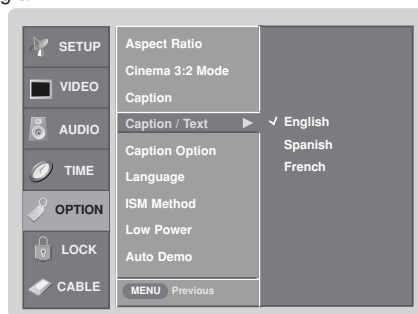 SETUP
VIDEO
AUDIO
TIME
OPTION
LOCK
CABLE
Aspect Ratio
Cinema 3:2 Mode
Caption
Caption / Text
Caption Option
Language
ISM Method
Low Power
Auto Demo
MENU Previous
✓ English
Spanish
French